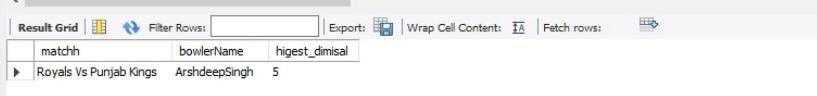 Result Grid Filter Rows: Export: Wrap Cell Content: IA Fetch rows:
matchh bowlerName higest_dimisal
Royals Vs Punjab Kings ArshdeepSingh 5